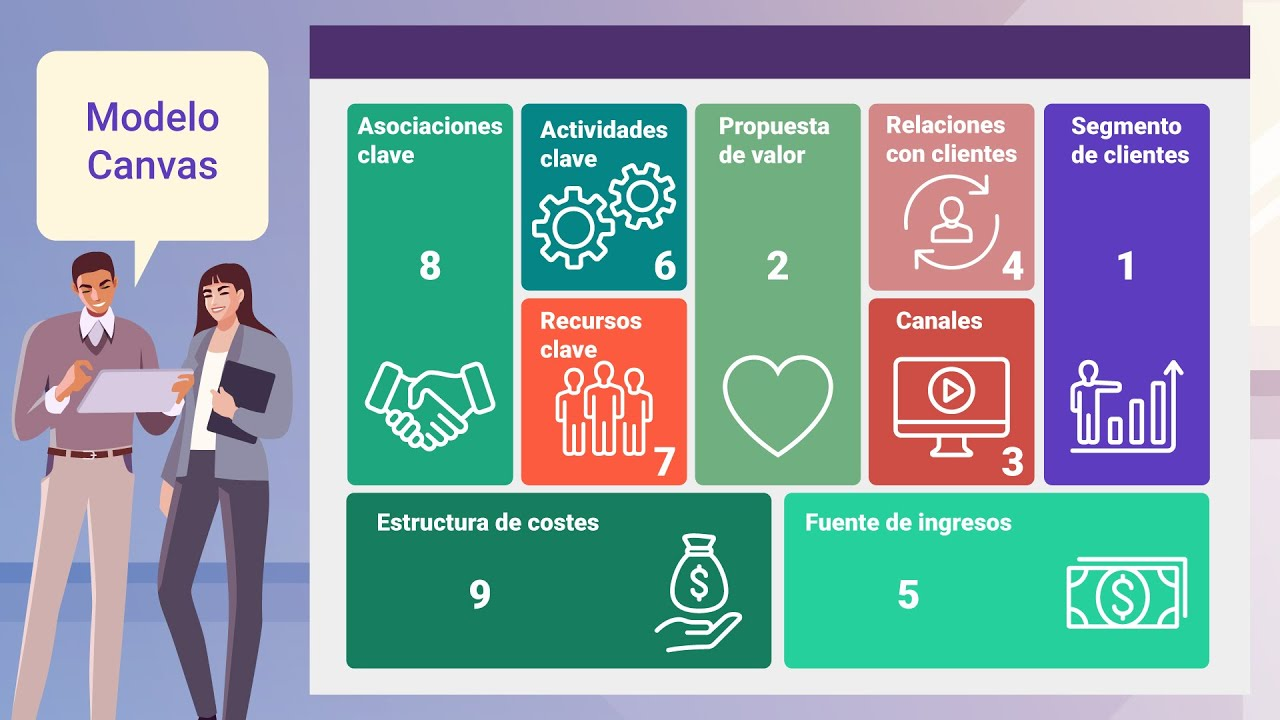 Modelo
Canvas
Asociaciones
clave
8
Actividades
clave
6
Recursos
clave
7
Propuesta
de valor
2
Relaciones
con clientes
4
Canales
3
Segmento
de clientes
1
Estructura de costes
9
$
Fuente de ingresos
5
$